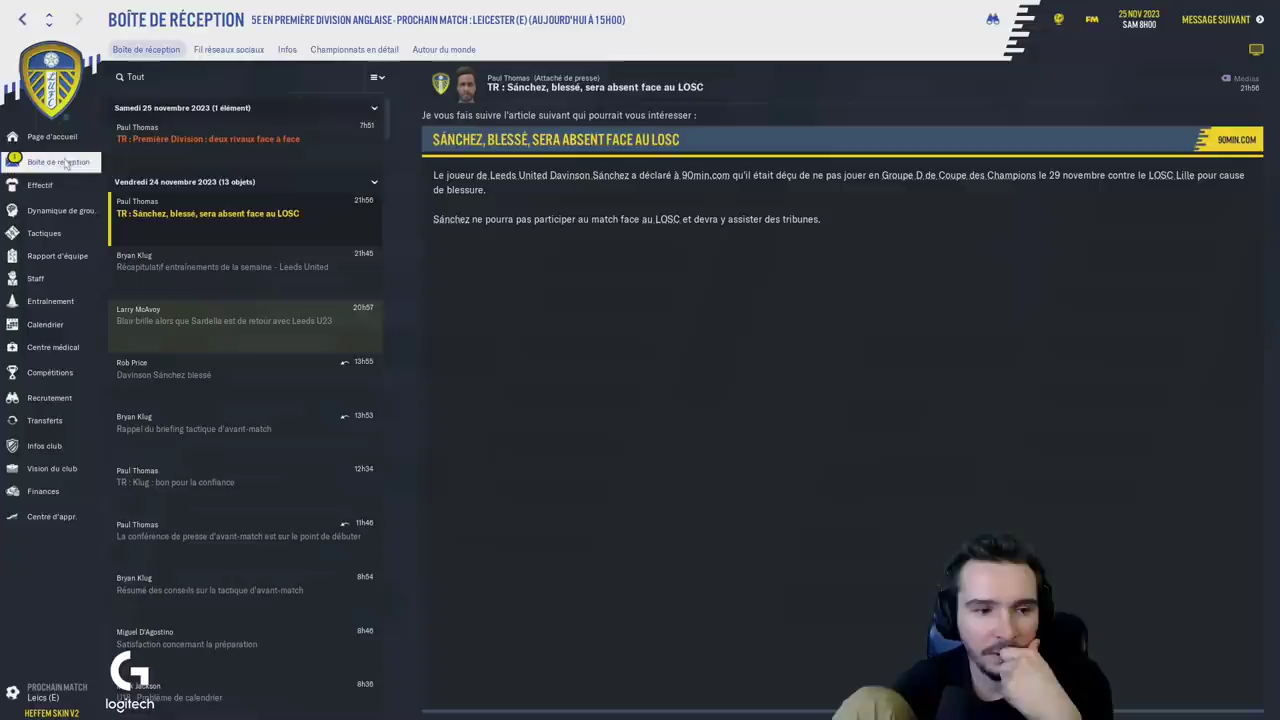 BOÎTE DE RÉCEPTION
5E EN PREMIÈRE DIVISION ANGLAISE - PROCHAIN MATCH : LEICESTER (E) (AUJOURD'HUI À 15H00)
FM
25 NOV 2023
SAM 8H00
MESSAGE SUIVANT
Boîte de réception
Fil réseaux sociaux
Infos
Championnats en détail
Autour du monde
Page d'accueil
Boîte de réception
Effectif
Dynamique de grou...
Tactiques
Rapport d'équipe
Staff
Entraînement
Calendrier
Centre médical
Compétitions
Recrutement
Transferts
Infos club
Vision du club
Finances
Centre d'appr.
PROCHAIN MATCH
Leics (E)
HEFFEM SKIN V2
Tout
Samedi 25 novembre 2023 (1 élément)
Paul Thomas 7h51
TR : Première Division : deux rivaux face à face
Vendredi 24 novembre 2023 (13 objets)
Paul Thomas 21h56
TR : Sánchez, blessé, sera absent face au LOSC
Bryan Klug 21h45
Récapitulatif entraînements de la semaine - Leeds United
Larry McAvoy 20h57
Blair brille alors que Sardella est de retour avec Leeds U23
Rob Price 13h55
Davinson Sánchez blessé
Bryan Klug 13h53
Rappel du briefing tactique d'avant-match
Paul Thomas 12h34
TR : Klug : bon pour la confiance
Paul Thomas 11h46
La conférence de presse d'avant-match est sur le point de débuter
Bryan Klug 8h54
Résumé des conseils sur la tactique d'avant-match
Miguel D'Agostino 8h46
Satisfaction concernant la préparation
Jackson 8h36
Problème de calendrier
logitech
Paul Thomas (Attaché de presse)
TR : Sánchez, blessé, sera absent face au LOSC
Médias
21h56
Je vous fais suivre l'article suivant qui pourrait vous intéresser :
SÁNCHEZ, BLESSÉ, SERA ABSENT FACE AU LOSC
90MIN.COM
Le joueur de Leeds United Davinson Sánchez a déclaré à 90min.com qu'il était déçu de ne pas jouer en Groupe D de Coupe des Champions le 29 novembre contre le LOSC Lille pour cause
de blessure.
Sánchez ne pourra pas participer au match face au LOSC et devra y assister des tribunes.